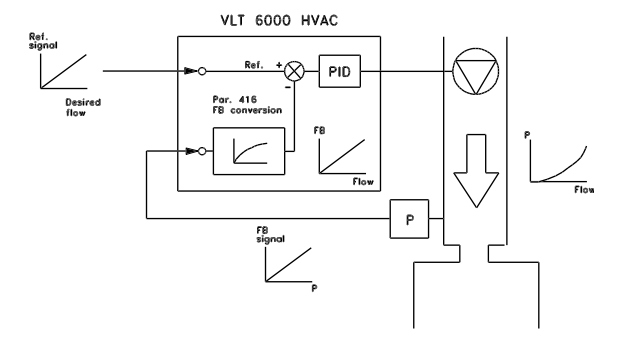 VLT 6000 HVAC
Ref.
signal
Desired
flow
Ref.
+
-
PID
Par. 416
FB conversion
FB
Flow
P
Flow
P
FB
signal
P